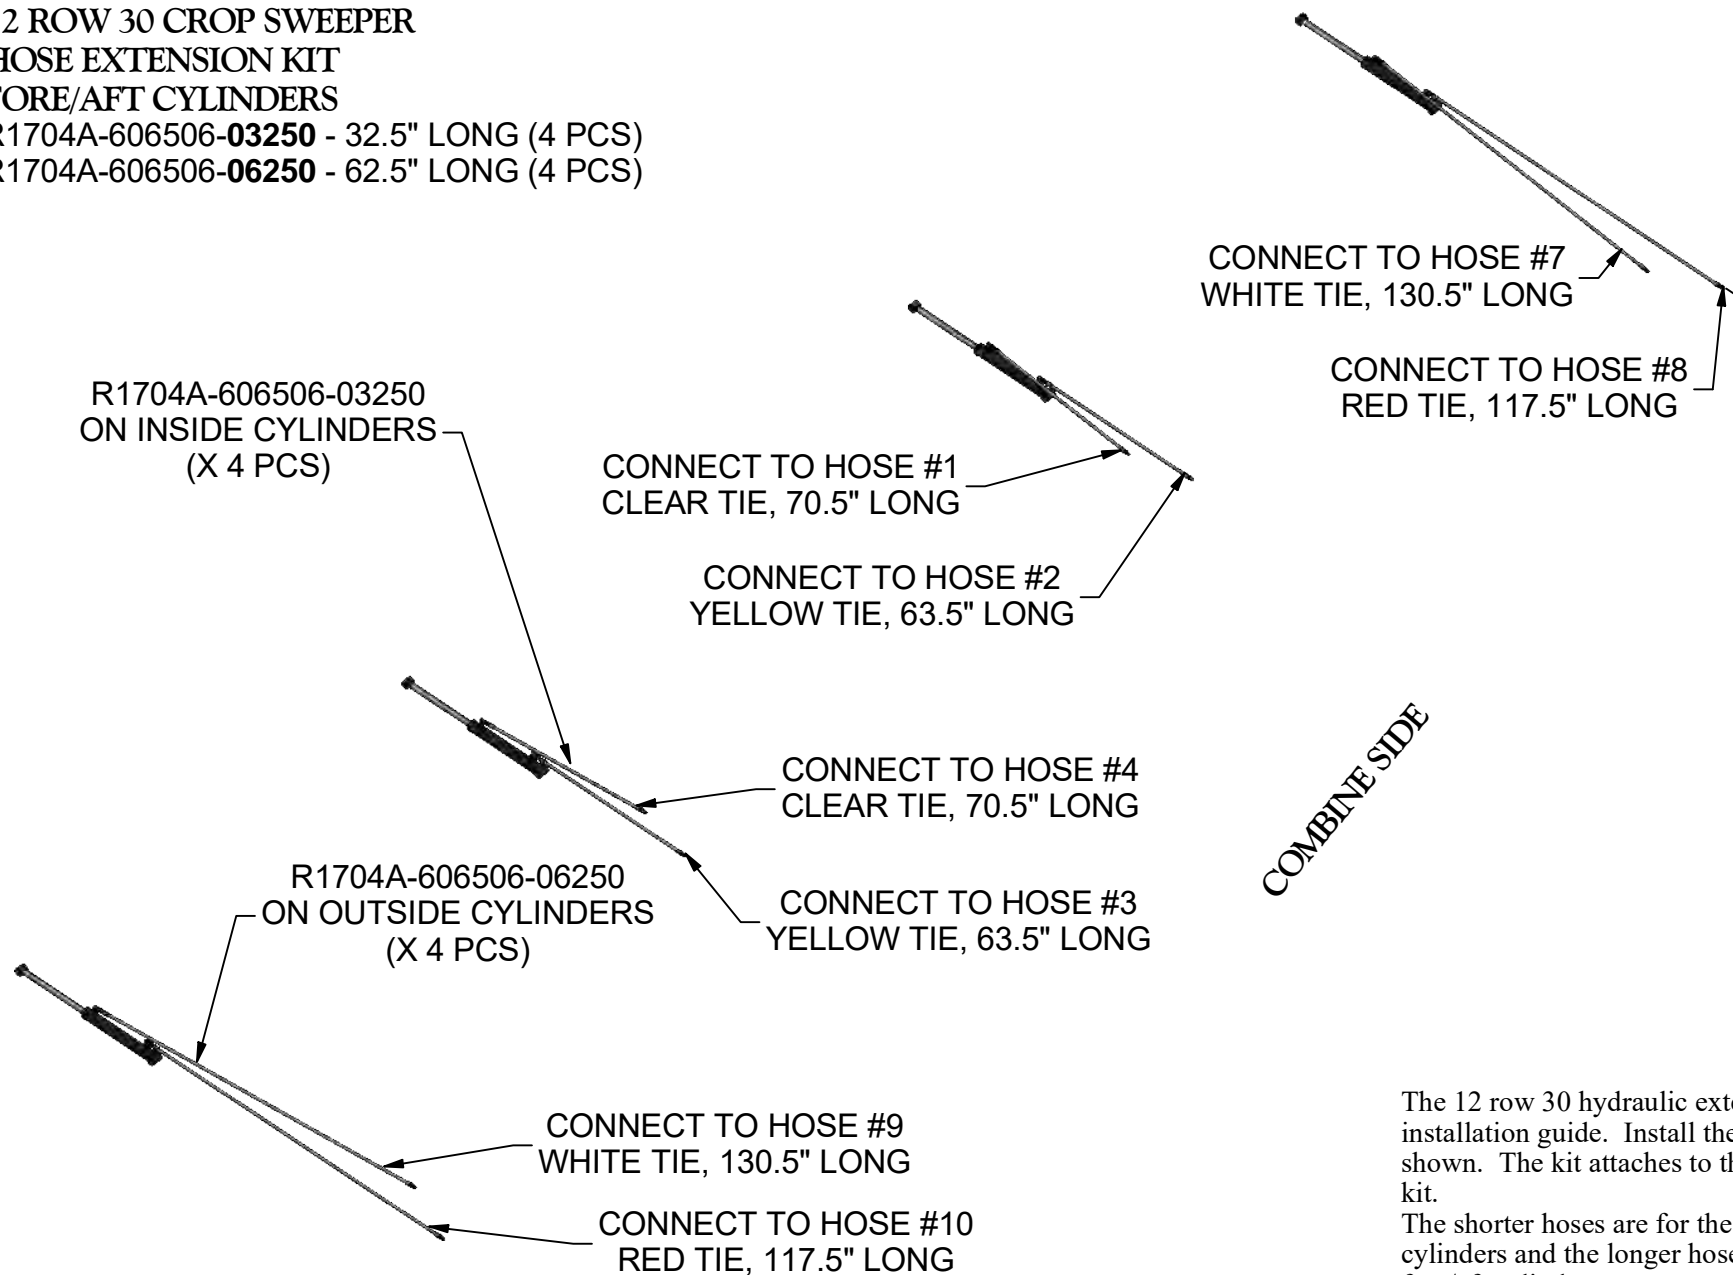 2 ROW 30 CROP SWEEPER
HOSE EXTENSION KIT
FORE/AFT CYLINDERS
R1704A-606506-03250 - 32.5" LONG (4 PCS)
R1704A-606506-06250 - 62.5" LONG (4 PCS)
CONNECT TO HOSE #7
WHITE TIE, 130.5" LONG
CONNECT TO HOSE #8
RED TIE, 117.5" LONG
R1704A-606506-03250
ON INSIDE CYLINDERS
(X 4 PCS)
CONNECT TO HOSE #1
CLEAR TIE, 70.5" LONG
CONNECT TO HOSE #2
YELLOW TIE, 63.5" LONG
CONNECT TO HOSE #4
CLEAR TIE, 70.5" LONG
COMBINE SIDE
R1704A-606506-06250
ON OUTSIDE CYLINDERS
(X 4 PCS)
CONNECT TO HOSE #3
YELLOW TIE, 63.5" LONG
CONNECT TO HOSE #9
WHITE TIE, 130.5" LONG
CONNECT TO HOSE #10
RED TIE, 117.5" LONG
The 12 row 30 hydraulic exte
installation guide. Install the
shown. The kit attaches to th
kit.
The shorter hoses are for the
cylinders and the longer hose